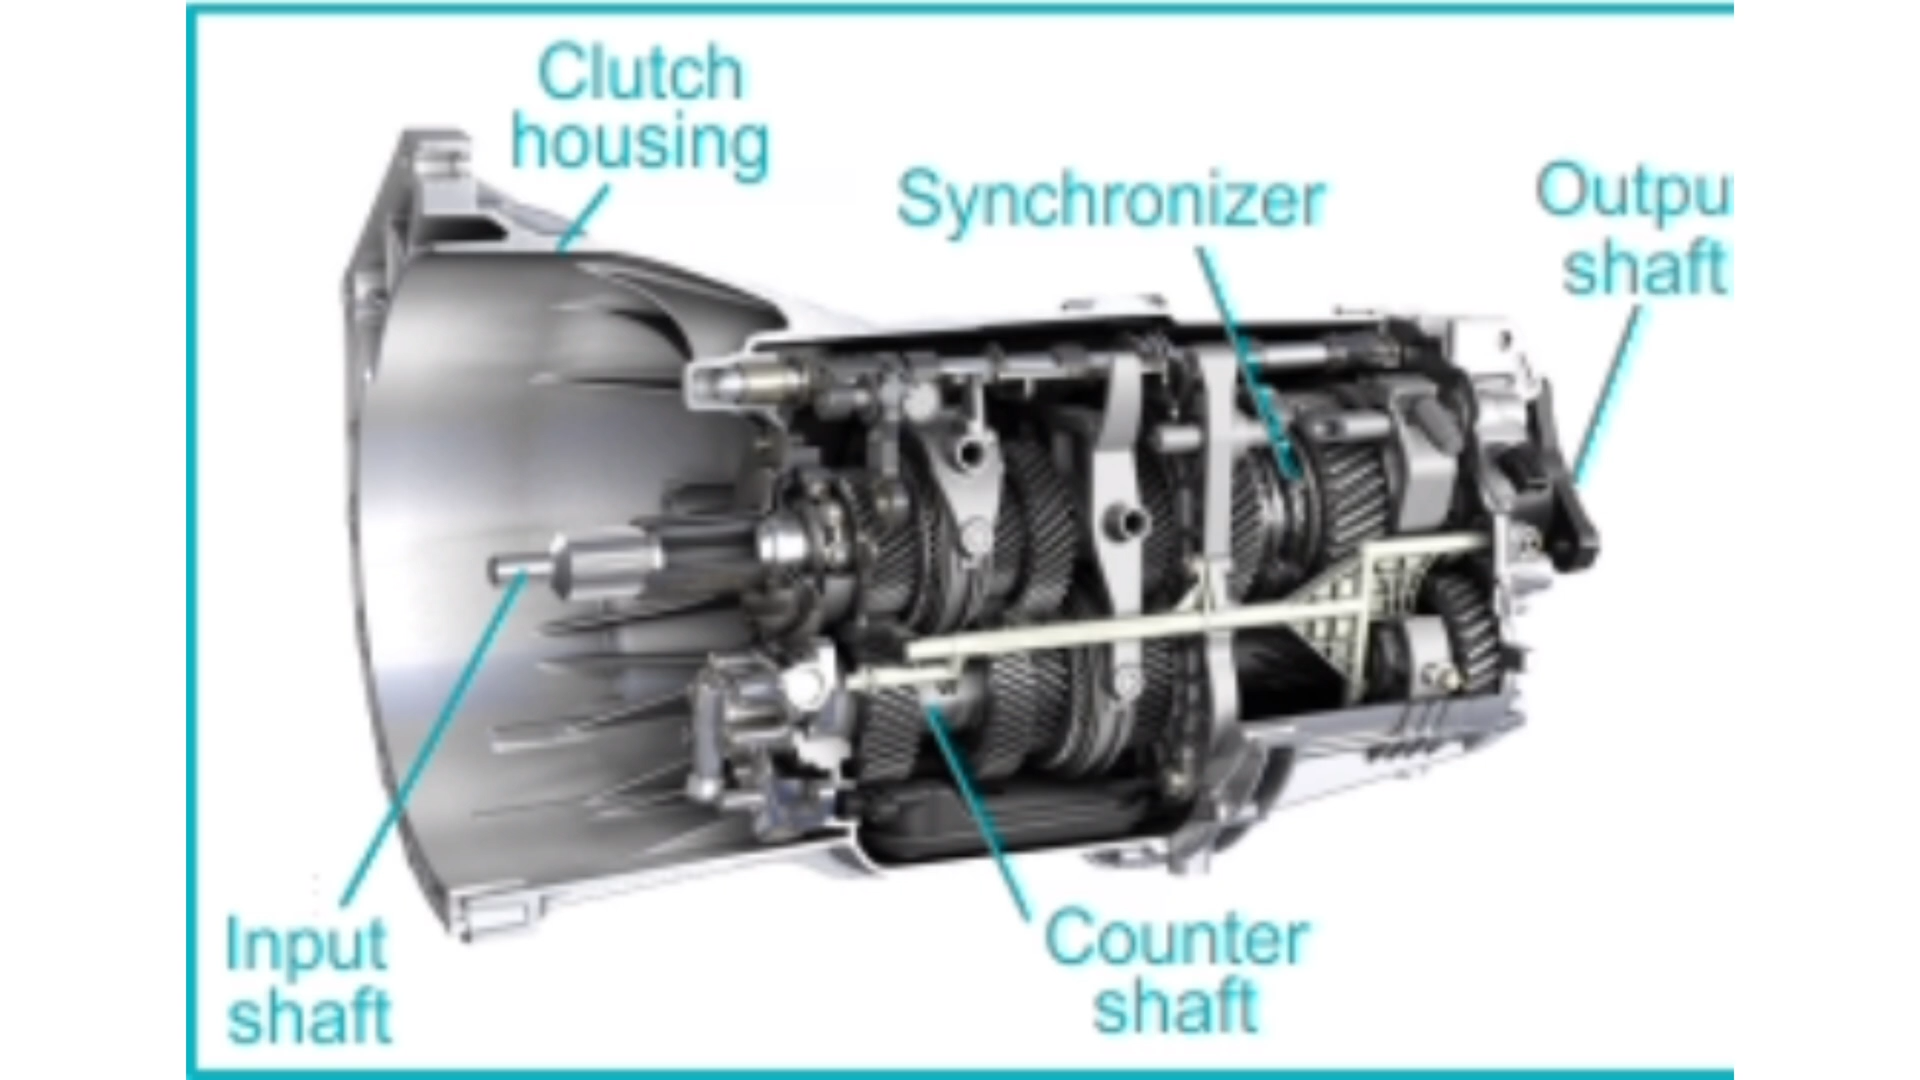 Clutch
housing
Synchronizer
Outpu
shaft
Input
shaft
Counter
shaft